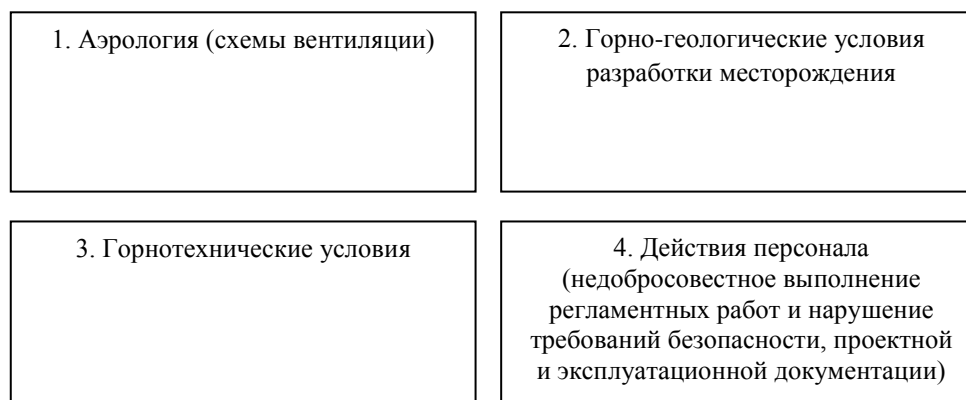 1. Аэрология (схемы вентиляции)
2. Горно-геологические условия
разработки месторождения
3. Горнотехнические условия
4. Действия персонала
(недобросовестное выполнение
регламентных работ и нарушение
требований безопасности, проектной
и эксплуатационной документации)